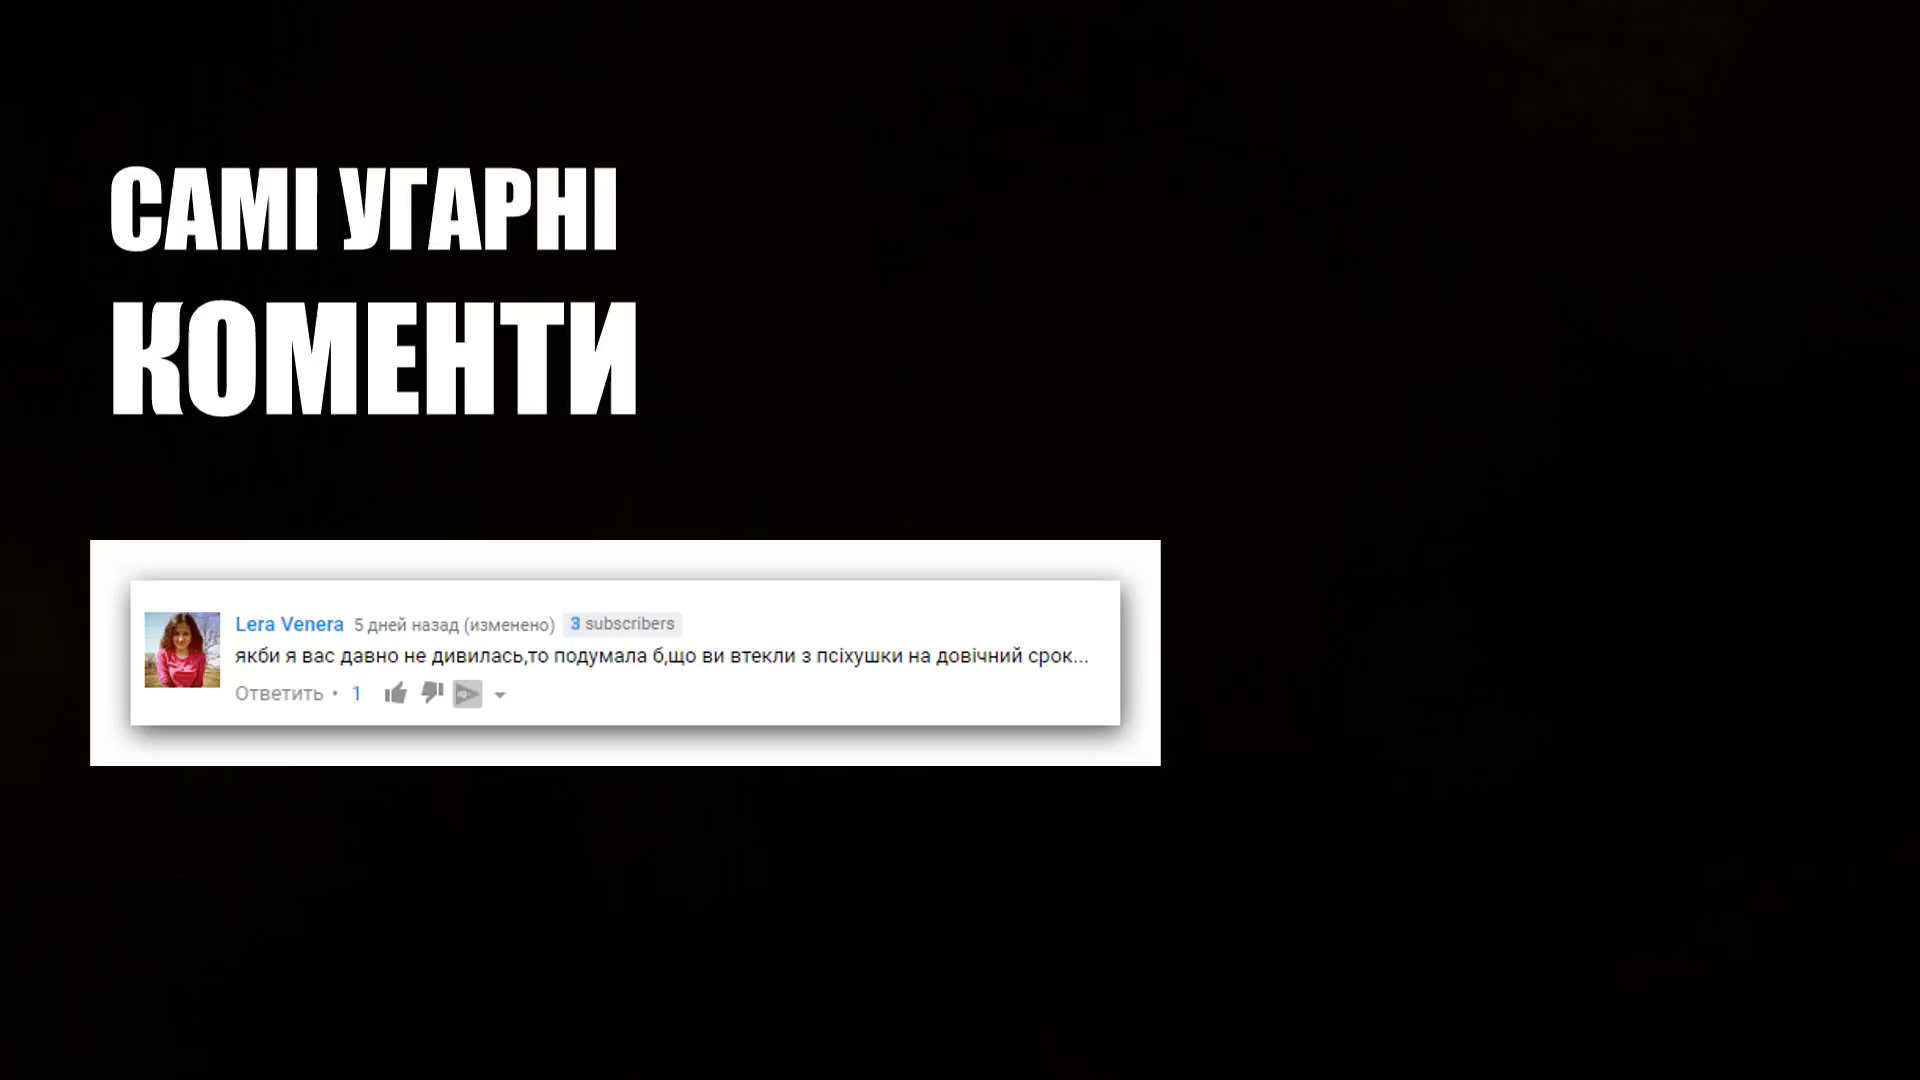 САМІ УГАРНІ
КОМЕНТИ
Lera Venera 5 дней назад (изменено) 3 subscribers
якби я вас давно не дивилась,то подумала б,що ви втекли з псіхушки на довічний срок...
Ответить • 1